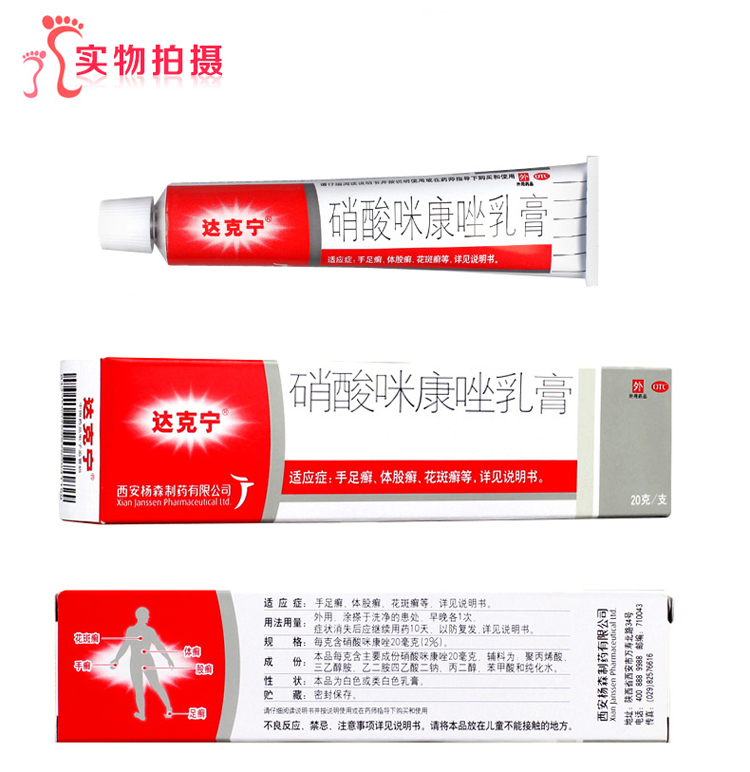 实物拍摄
请仔细阅读说明书并按说明使用或在药师指导下购买和使用
外 OTC
外用药品
达克宁®
硝酸咪康唑乳膏
适应症：手足癣、体股癣、花斑癣等，详见说明书。
达克宁®
达克宁®
硝酸咪康唑乳膏
外 OTC
外用药品
适应症：手足癣、体股癣、花斑癣等，详见说明书。
西安杨森制药有限公司
Xian Janssen Pharmaceutical Ltd.
20克/支
花斑癣
体癣
手癣
股癣
足癣
适应症：手足癣、体股癣、花斑癣等，详见说明书。
用法用量：外用，涂搽于洗净的患处，早晚各1次，
症状消失后应继续用药10天，以防复发，详见说明书。
规格：每克含硝酸咪康唑20毫克(2%)。
成份：本品每克含主要成份硝酸咪康唑20毫克，辅料为：聚丙烯酸、
三乙醇胺、乙二胺四乙酸二钠、丙二醇、苯甲酸和纯化水。
性状：本品为白色或类白色乳膏。
贮藏：密封保存。
请仔细阅读说明书并按说明使用或在药师指导下购买和使用
不良反应、禁忌、注意事项详见说明书。请将本品放在儿童不能接触的地方。
西安杨森制药有限公司
Xian Janssen Pharmaceutical Ltd.
地址：陕西省西安市万寿北路34号
电话：400 888 9988 邮编：710043
传真：(029)82576616